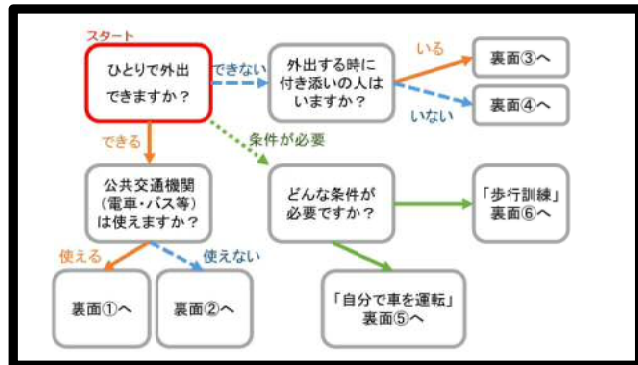 スタート
ひとりで外出
できますか？
できない
外出する時に
付き添いの人は
いますか？
いる
裏面③へ
いない
裏面④へ
できる
条件が必要
公共交通機関
(電車・バス等)
は使えますか？
どんな条件が
必要ですか？
「歩行訓練」
裏面⑥へ
使える
使えない
裏面①へ
裏面②へ
「自分で車を運転」
裏面⑤へ